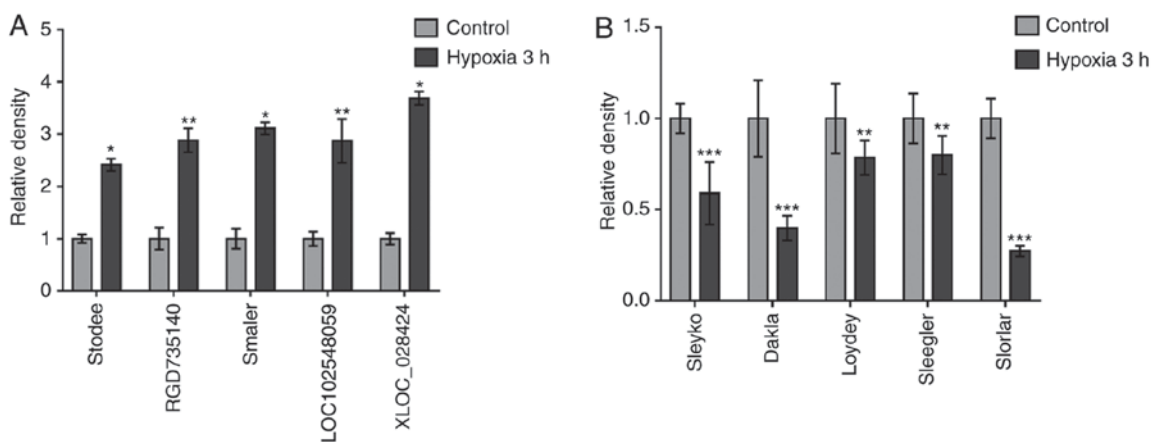 A
Control
Hypoxia 3 h
Relative density
5
4
3
2
1
0
*
**
*
**
*
Stodee
RGD735140
Smaler
LOC102548059
XLOC_028424
B
Control
Hypoxia 3 h
Relative density
1.5
1.0
0.5
0.0
***
***
**
**
***
Sleyko
Dakla
Loydey
Sleegler
Slorlar